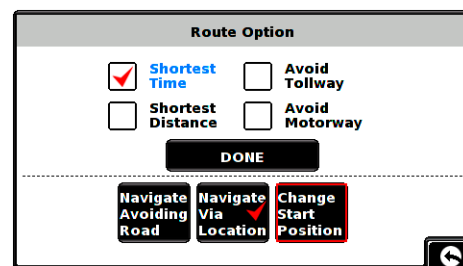 Route Option
Shortest Time
Avoid Tollway
Shortest Distance
Avoid Motorway
DONE
Navigate Avoiding Road
Navigate Via Location
Change Start Position